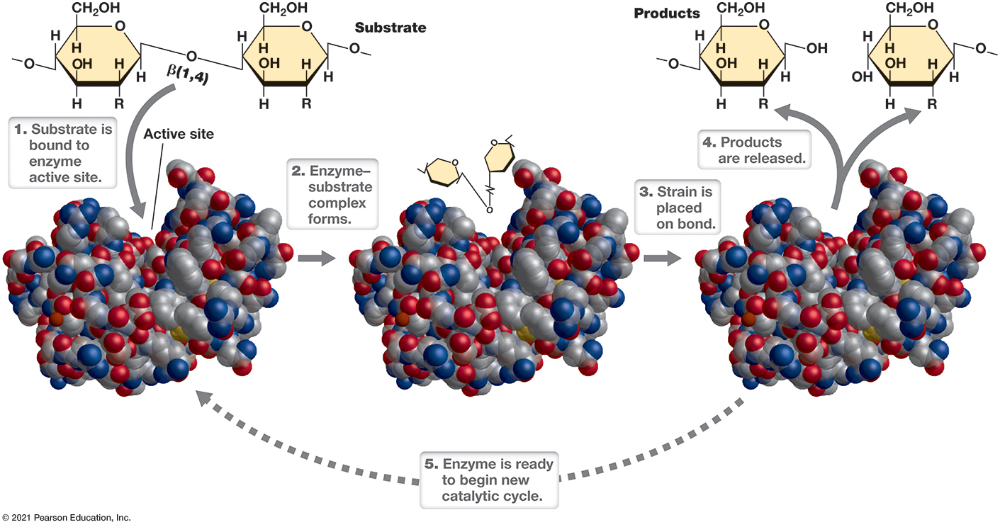 CH₂OH
O
H
H
OH
H
H
O
H
R
O
β(1,4)
CH₂OH
O
H
H
OH
H
H
O
H
R
Substrate
Products
CH₂OH
O
H
H
OH
H
H
OH
O
H
R
CH₂OH
O
H
H
OH
H
H
O
OH
H
R
1. Substrate is
bound to
enzyme
active site.
Active site
2. Enzyme–
substrate
complex
forms.
O
O
O
3. Strain is
placed
on bond.
4. Products
are released.
5. Enzyme is ready
to begin new
catalytic cycle.
© 2021 Pearson Education, Inc.